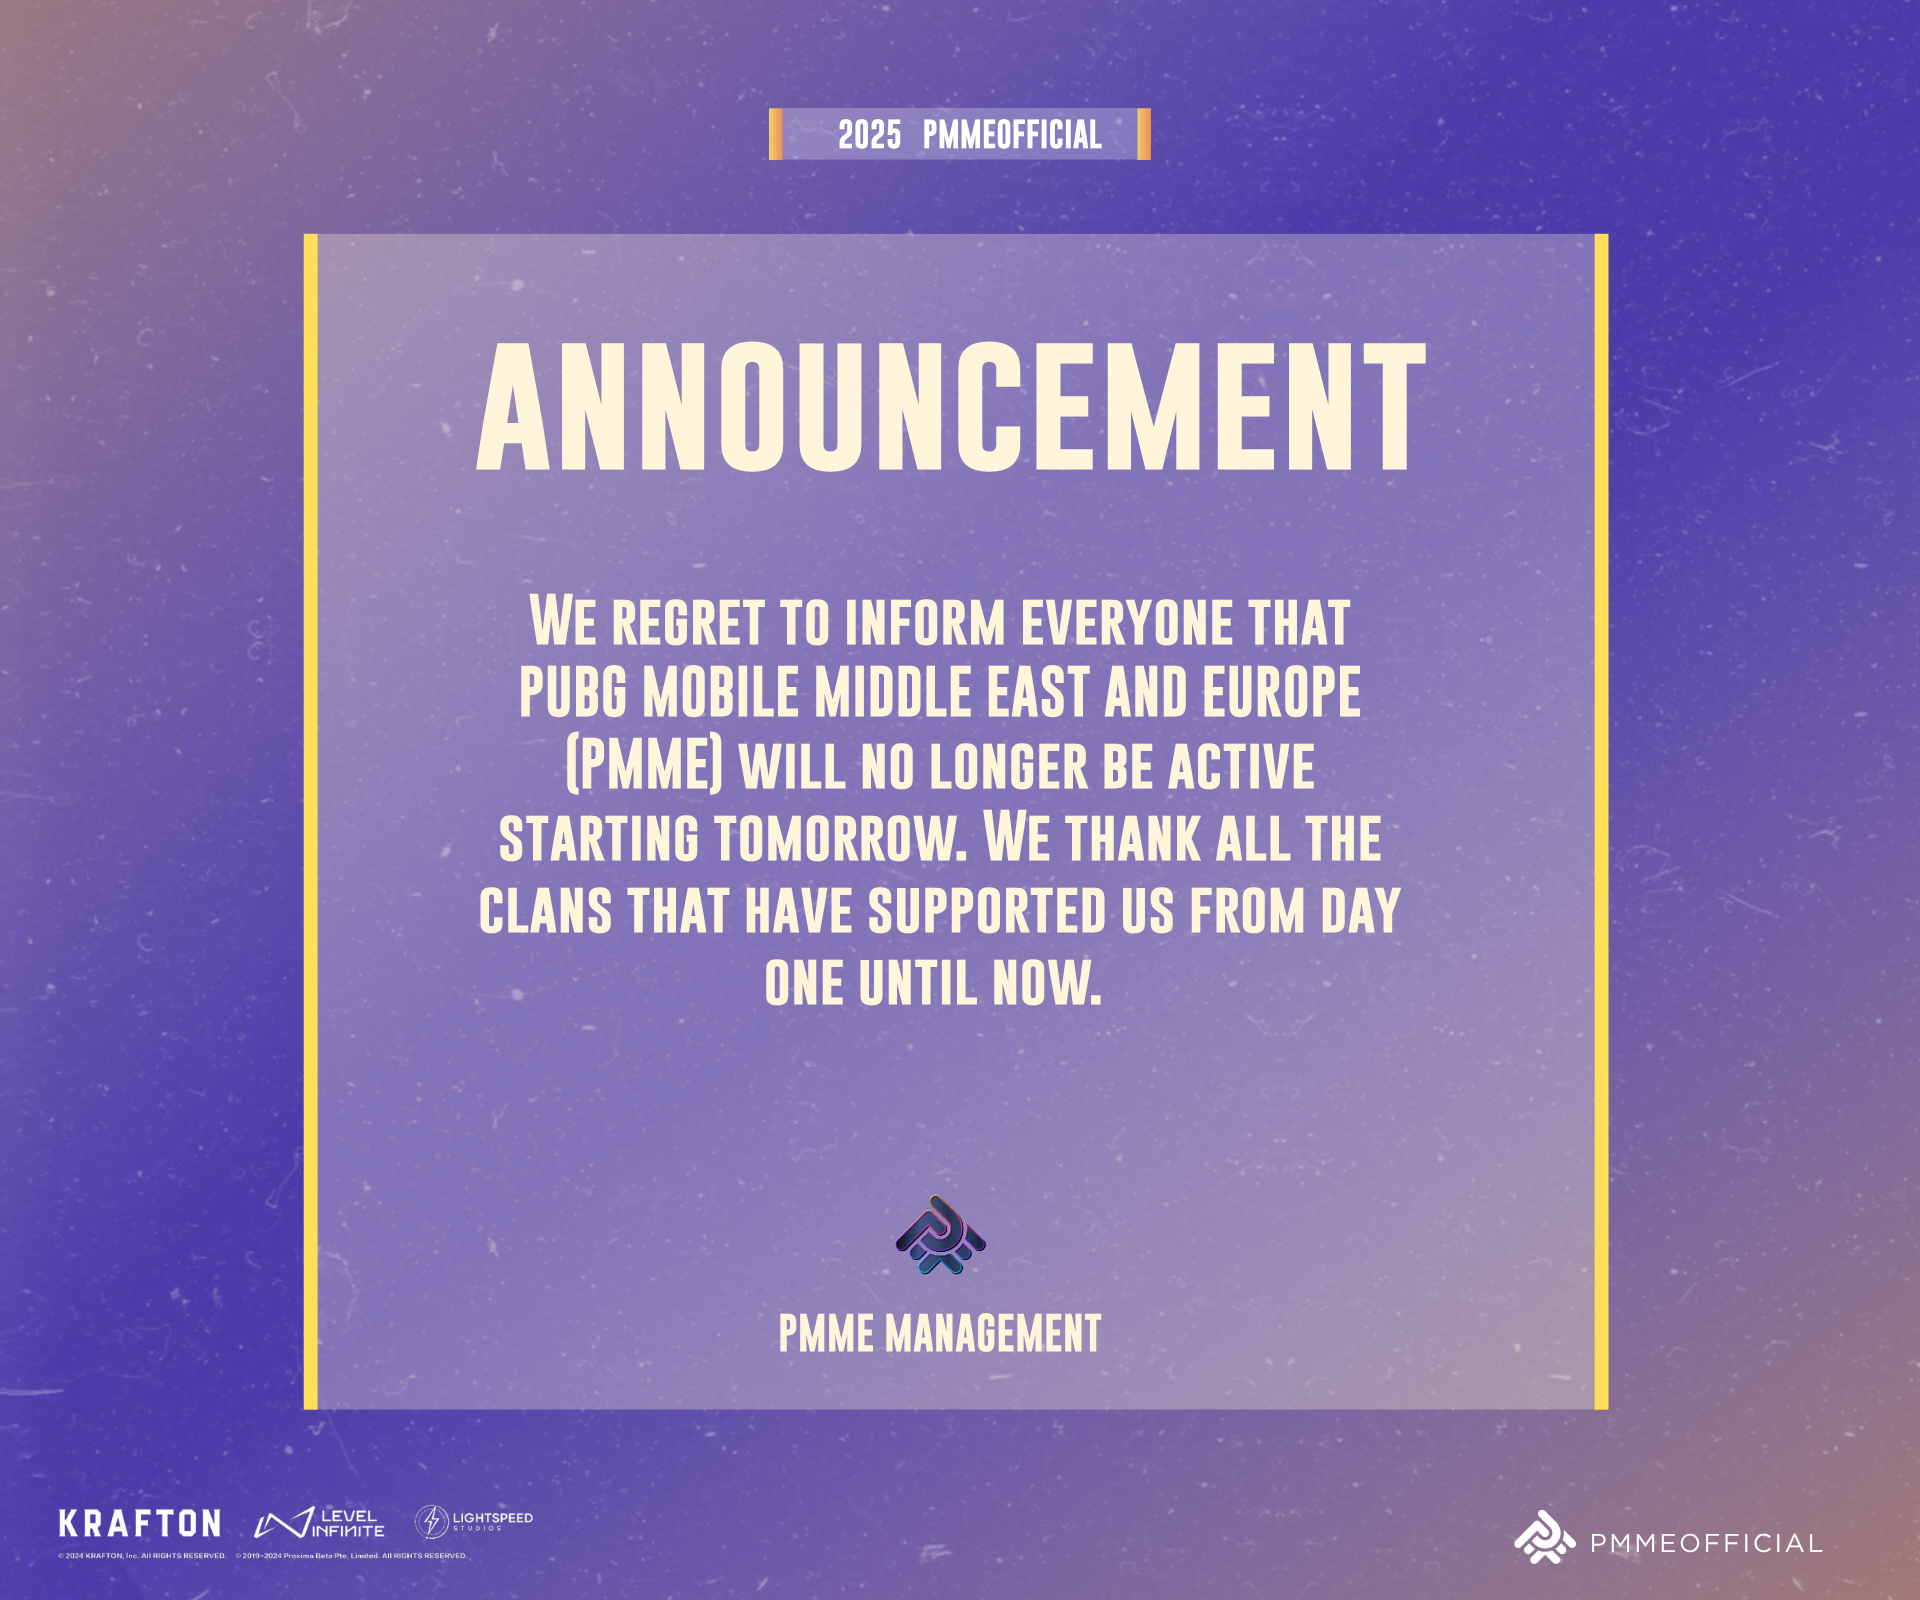 2025 PMMEOFFICIAL
ANNOUNCEMENT
We regret to inform everyone that
PUBG MOBILE MIDDLE EAST AND EUROPE
(PMME) will no longer be active
starting tomorrow. We thank all the
clans that have supported us from day
one until now.
PMME MANAGEMENT
KRAFTON
LEVEL
INFINITE
LIGHTSPEED
STUDIOS
© 2024 KRAFTON, Inc. All RIGHTS RESERVED. © 2019-2024 Proxima Beta Pte. Limited. All RIGHTS RESERVED.
PMMEOFFICIAL